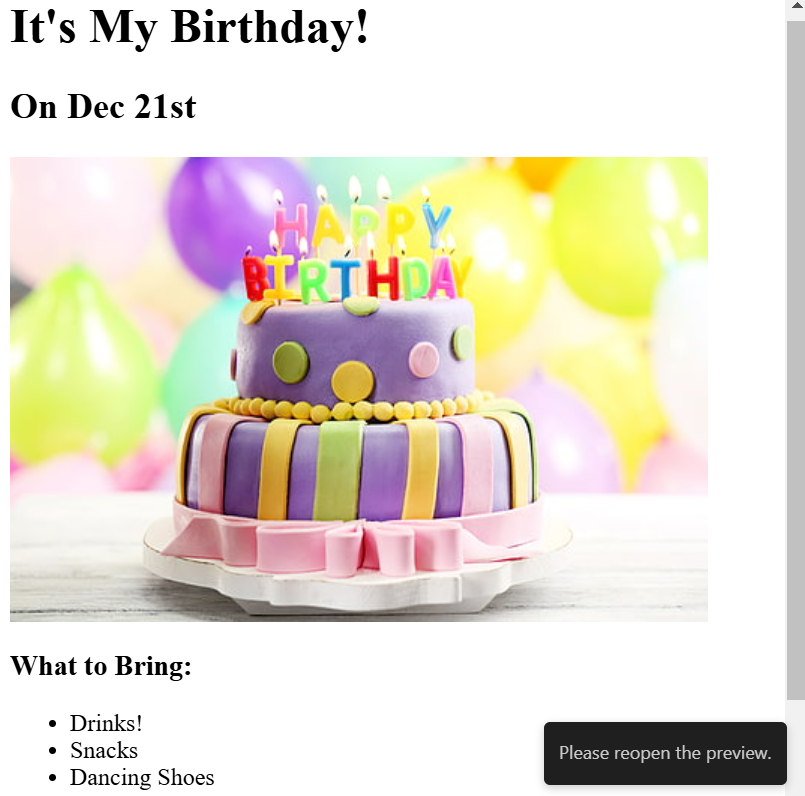 It's My Birthday!
On Dec 21st
HAPPY
BIRTHDAY
What to Bring:
Drinks!
Snacks
Dancing Shoes
Please reopen the preview.